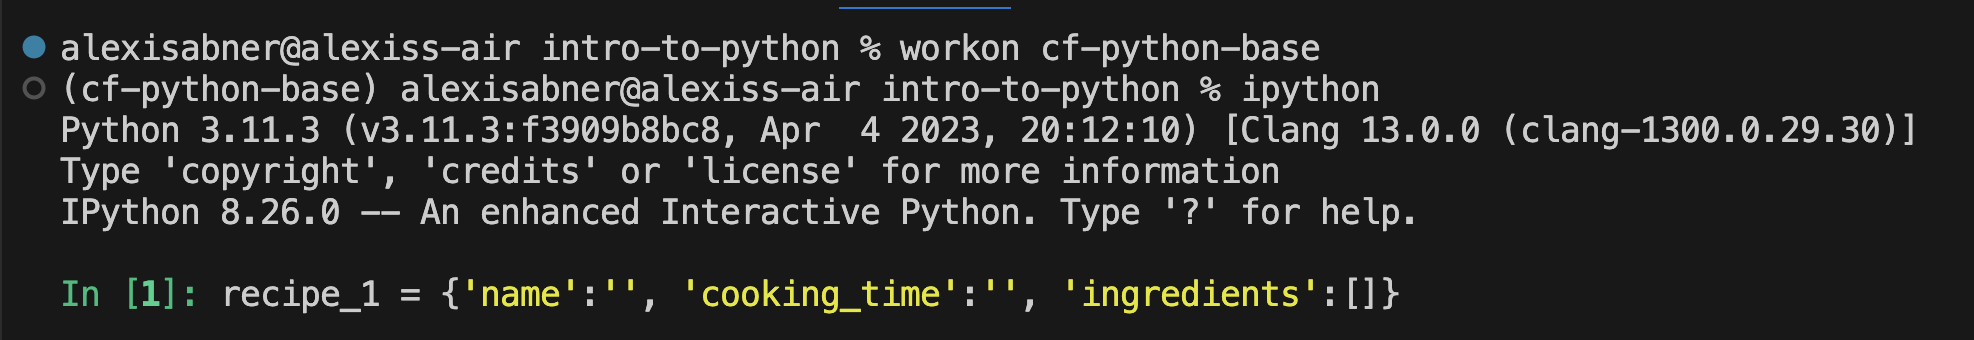 alexisabner@alexiss-air intro-to-python % workon cf-python-base
(cf-python-base) alexisabner@alexiss-air intro-to-python % ipython
Python 3.11.3 (v3.11.3:f3909b8bc8, Apr  4 2023, 20:12:10) [Clang 13.0.0 (clang-1300.0.29.30)]
Type 'copyright', 'credits' or 'license' for more information
IPython 8.26.0 -- An enhanced Interactive Python. Type '?' for help.
In [1]: recipe_1 = {'name':'', 'cooking_time':'', 'ingredients':[]}